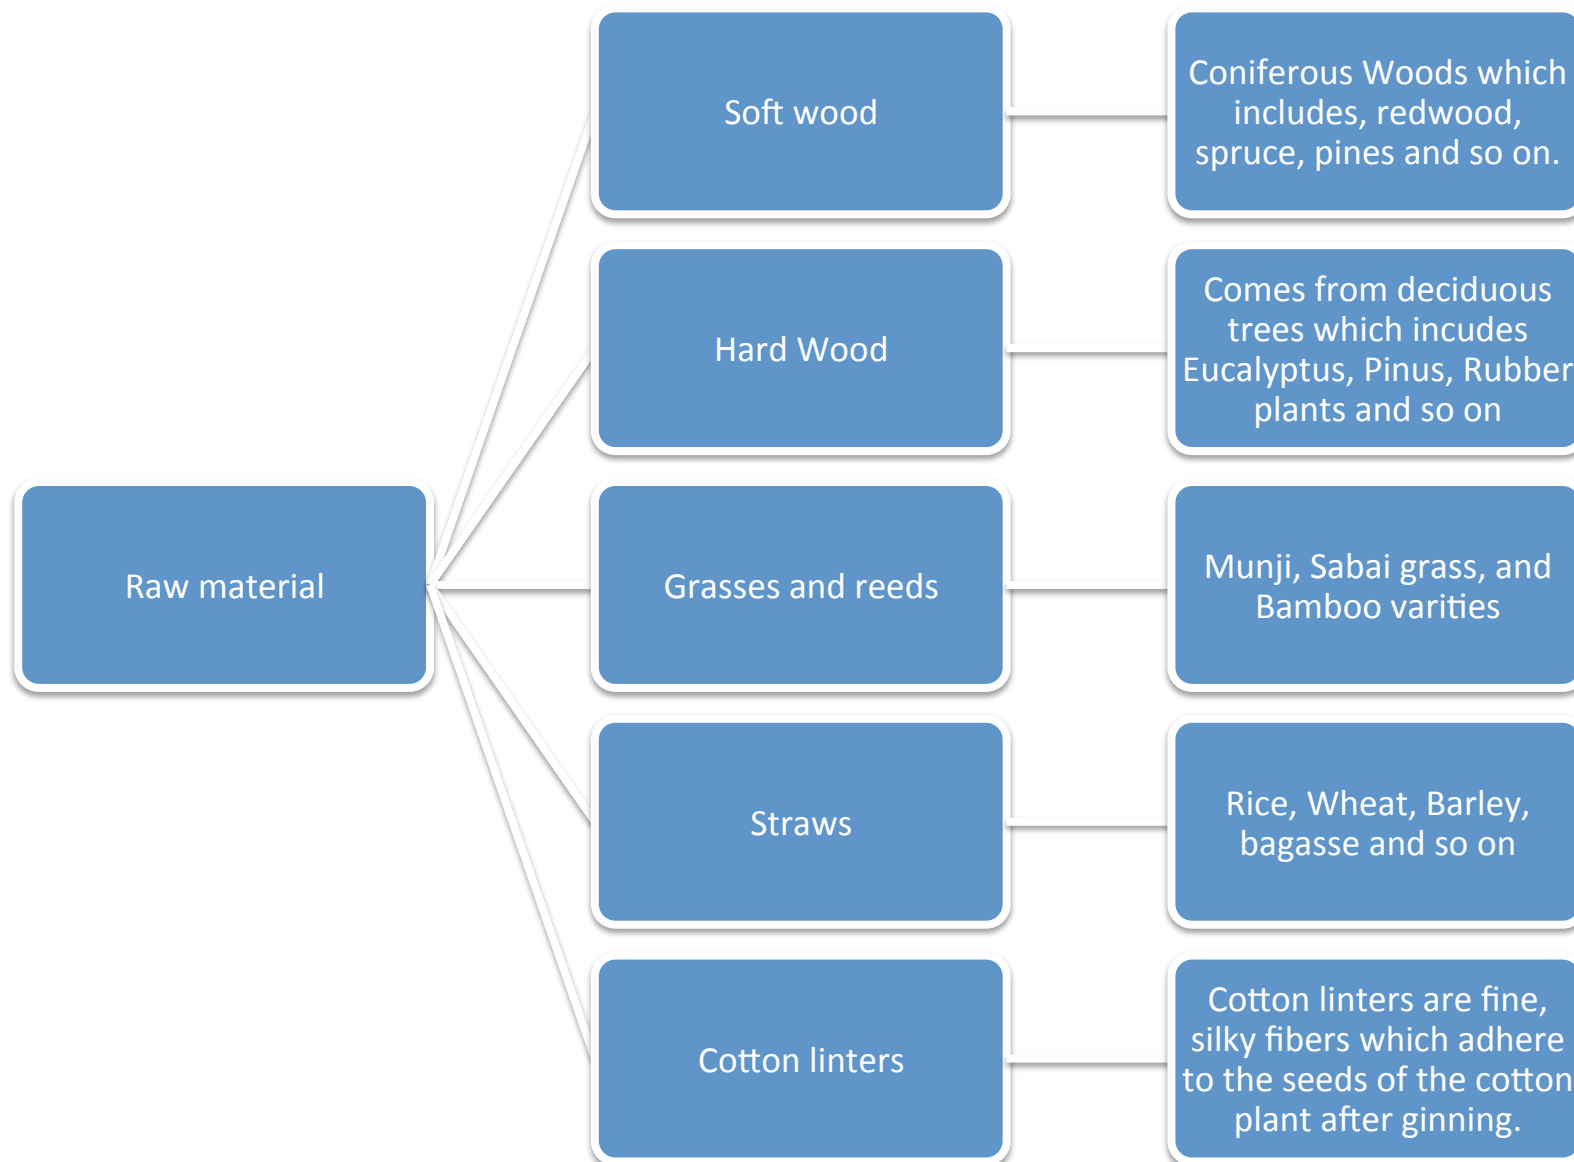 Raw material
Soft wood
Coniferous Woods which
includes, redwood,
spruce, pines and so on.
Hard Wood
Comes from deciduous
trees which incudes
Eucalyptus, Pinus, Rubber
plants and so on
Grasses and reeds
Munji, Sabai grass, and
Bamboo varities
Straws
Rice, Wheat, Barley,
bagasse and so on
Cotton linters
Cotton linters are fine,
silky fibers which adhere
to the seeds of the cotton
plant after ginning.